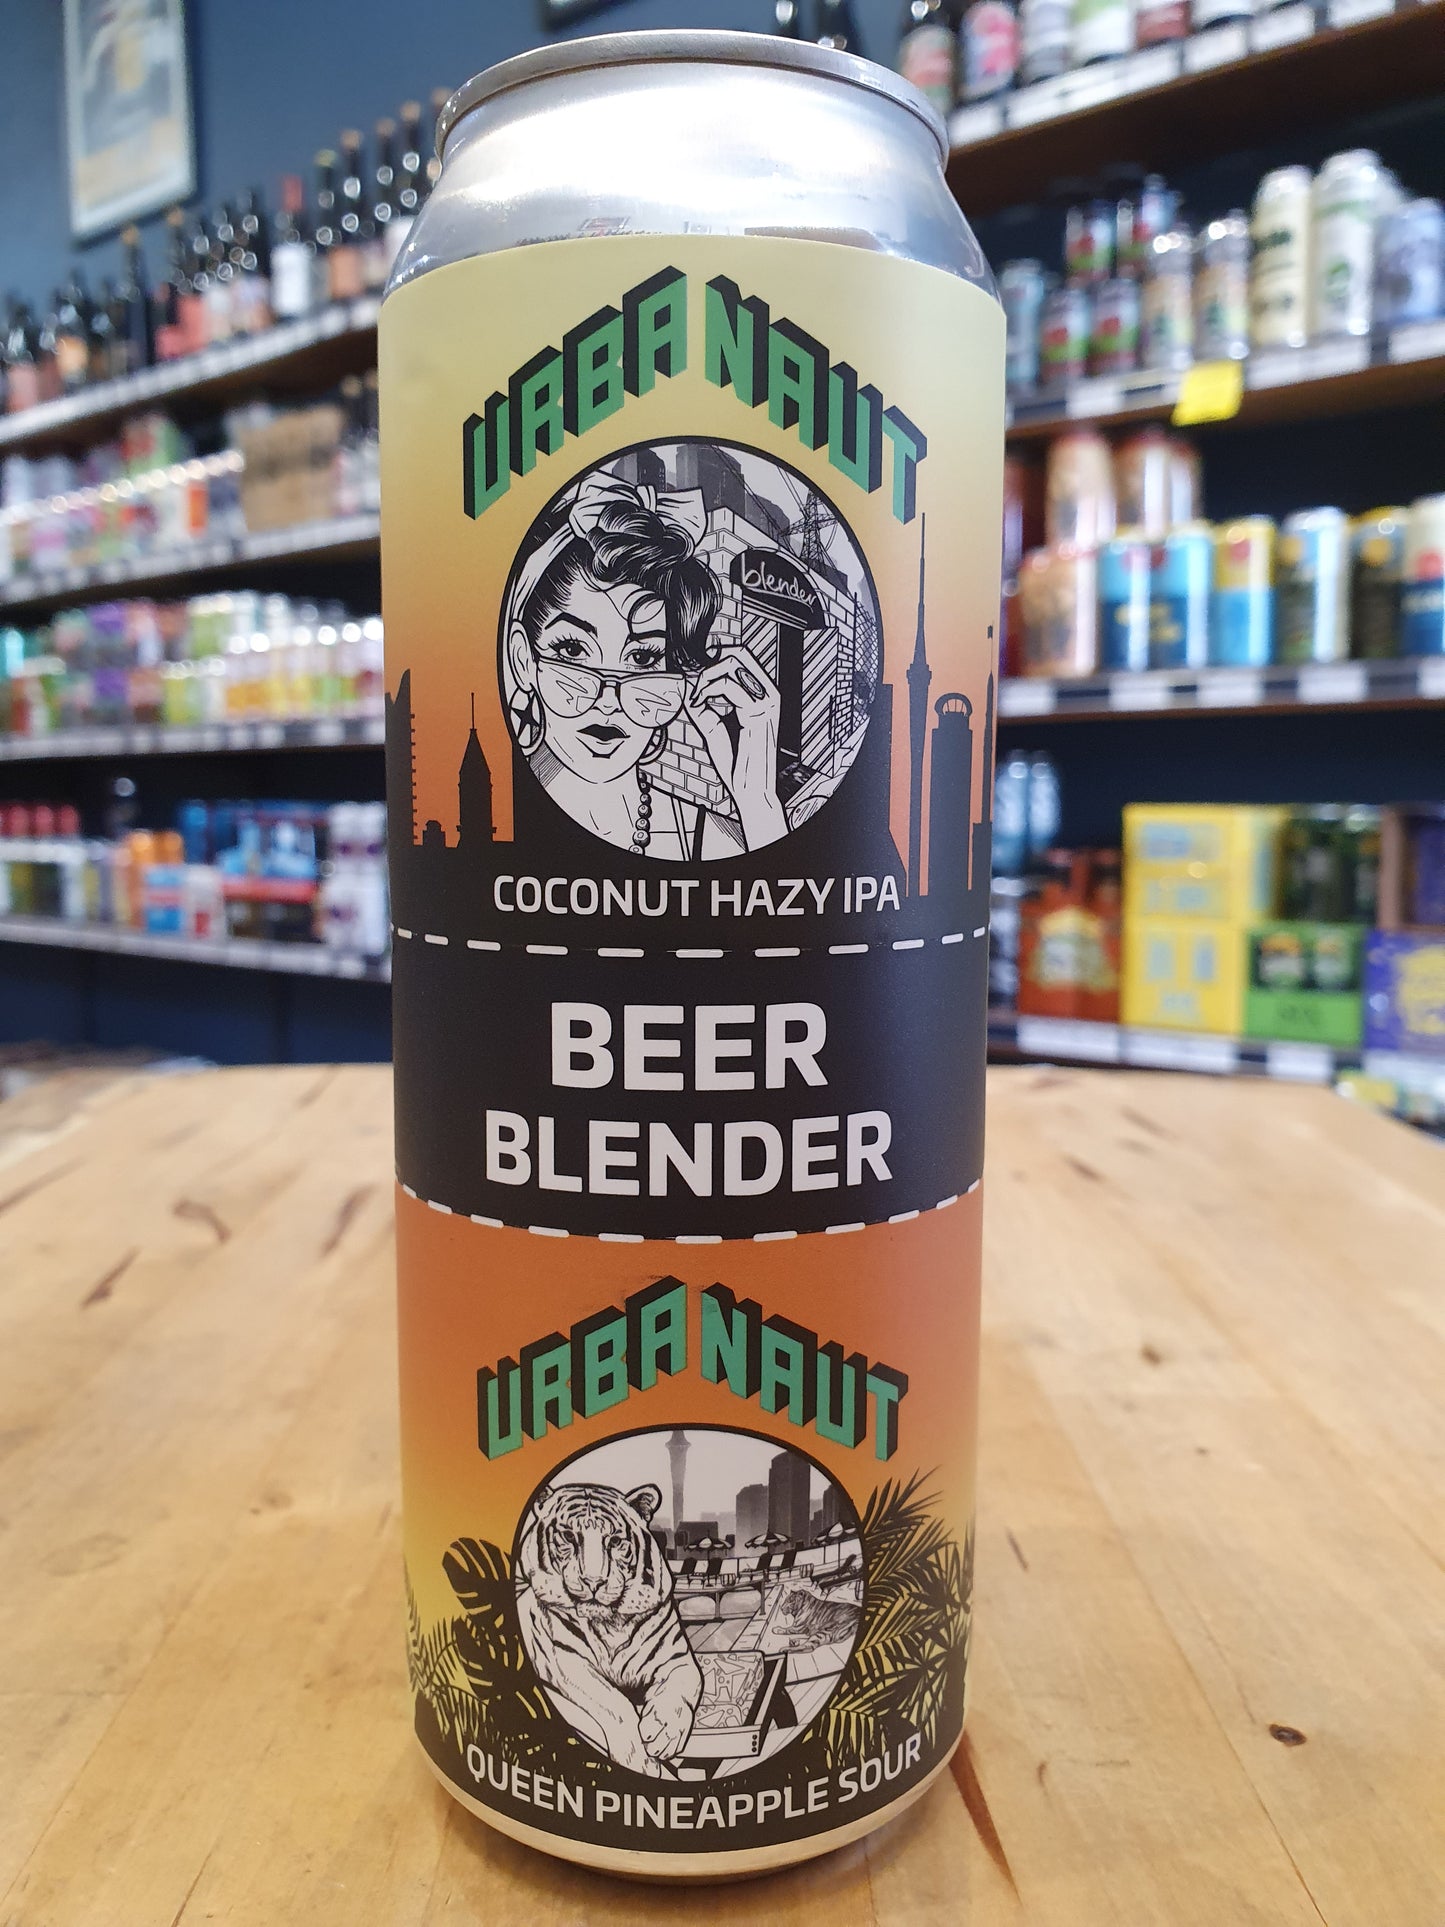 URBANAUT
blender
COCONUT HAZY IPA
BEER
BLENDER
URBANAUT
QUEEN PINEAPPLE SOUR